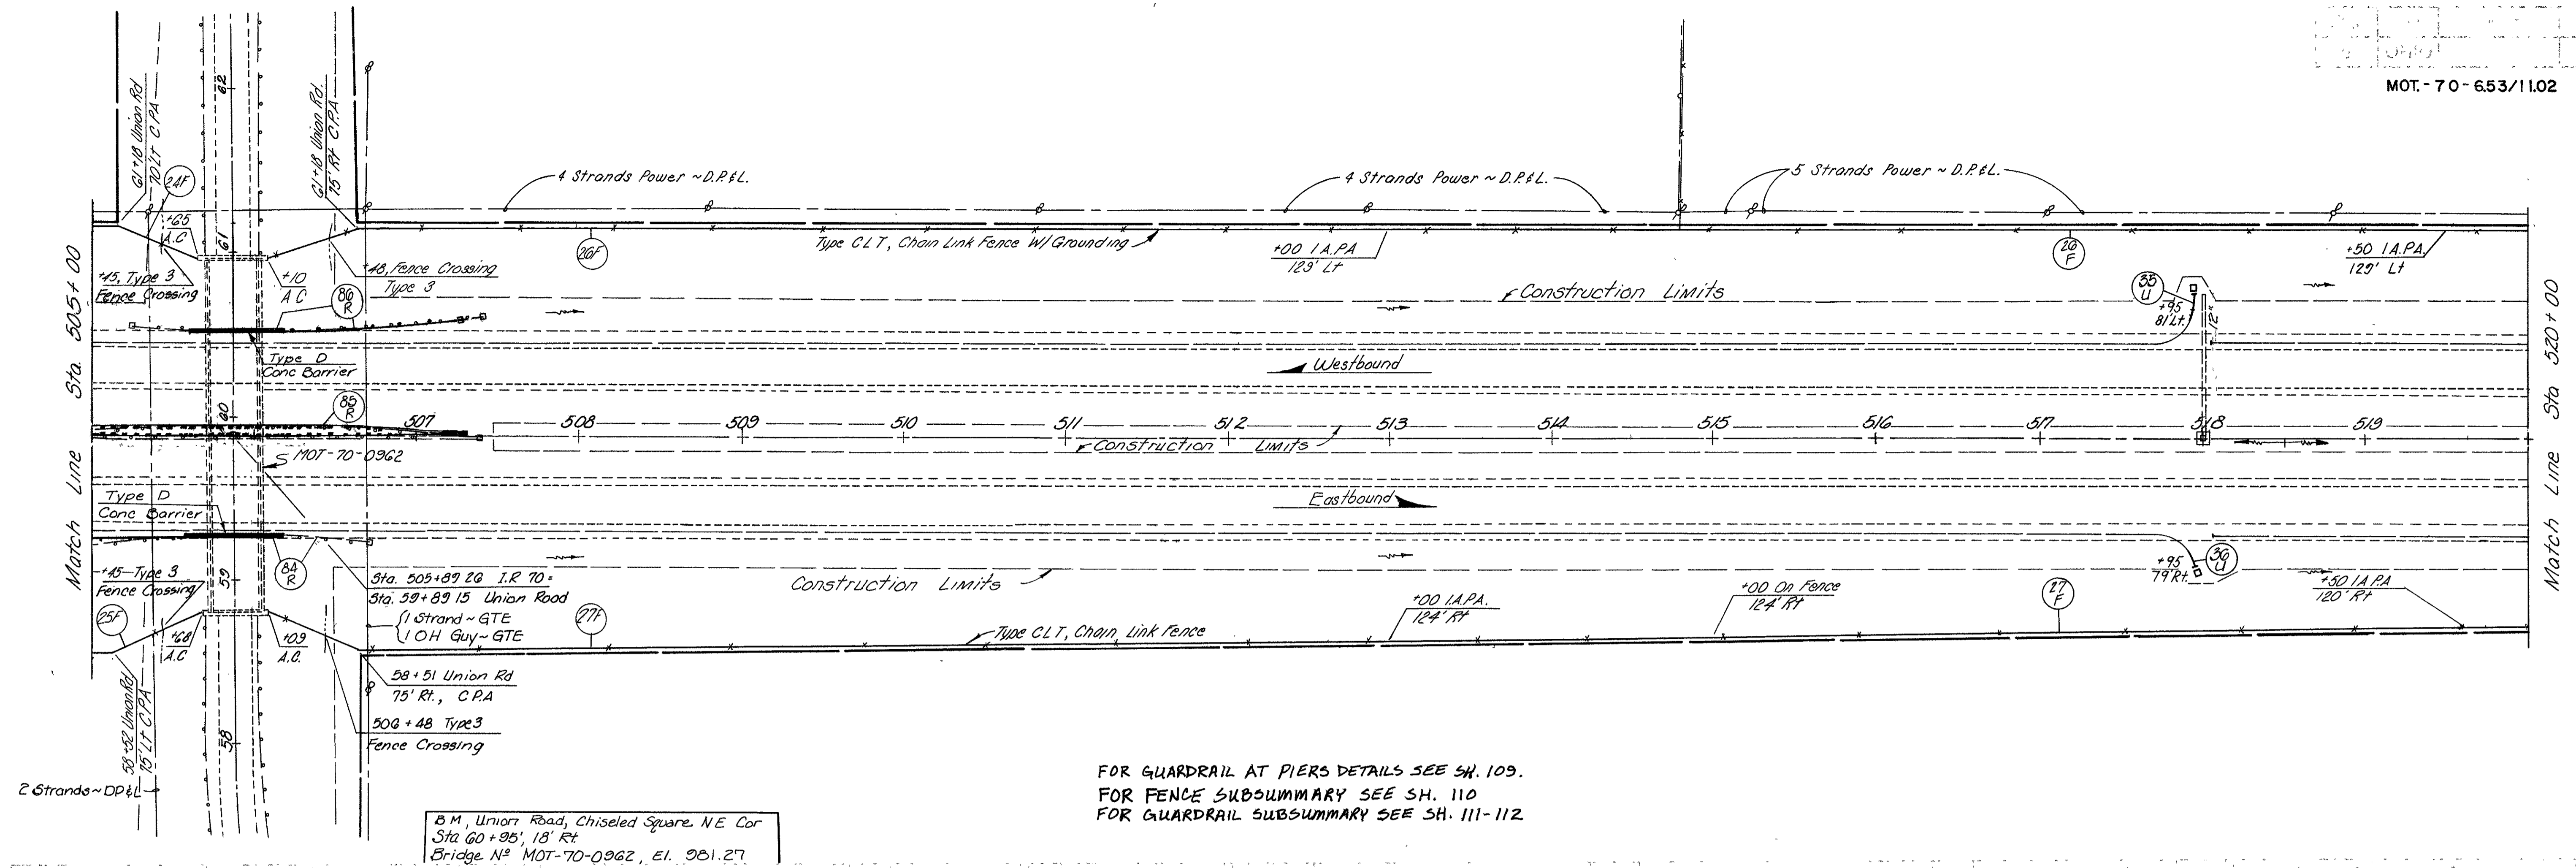 MOT.-70-6.53/11.02
61+18 Union Rd
70' Lt C P.A
61+18 Union Rd.
75' Rt C P.A
62
24F
+65
A.C
61
+45, Type 3
Fence Crossing
+10
A C
86
R
+48, Fence Crossing
Type 3
4 Strands Power ~ D.P.&L.
4 Strands Power ~ D.P.&L.
5 Strands Power ~ D.P.&L.
26F
Type CLT, Chain Link Fence W/ Grounding
+00 I.A.P.A
129' Lt
26
F
+50 I.A.P.A
129' Lt
Construction Limits
35
U
+95
81' Lt.
12"
Match Line Sta. 505+00
Match Line Sta 520+00
Type D
Conc Barrier
Westbound
85
R
60
507
508
509
510
511
512
513
514
515
516
517
518
519
Construction Limits
MOT-70-0962
Type D
Conc Barrier
Eastbound
84
R
59
+45-Type 3
Fence Crossing
25F
+68
A.C
+09
A.C.
Sta. 505+89 26 I.R 70 =
Sta. 59+89 15 Union Road
1 Strand ~ GTE
1 OH Guy ~ GTE
27F
Construction Limits
Type CLT, Chain Link Fence
+00 I.A.P.A.
124' Rt
+00 On Fence
124' Rt
27
F
+95
79' Rt.
36
U
+50 I.A.P.A
120' Rt
58+52 Union Rd
75' Lt C P.A
58
58+51 Union Rd
75' Rt., C P.A
506+48 Type 3
Fence Crossing
2 Strands ~ DP&L
B M, Union Road, Chiseled Square NE Cor
Sta 60+95', 18' Rt
Bridge Nº MOT-70-0962, El. 981.27
FOR GUARDRAIL AT PIERS DETAILS SEE SH. 109.
FOR FENCE SUBSUMMARY SEE SH. 110
FOR GUARDRAIL SUBSUMMARY SEE SH. 111-112